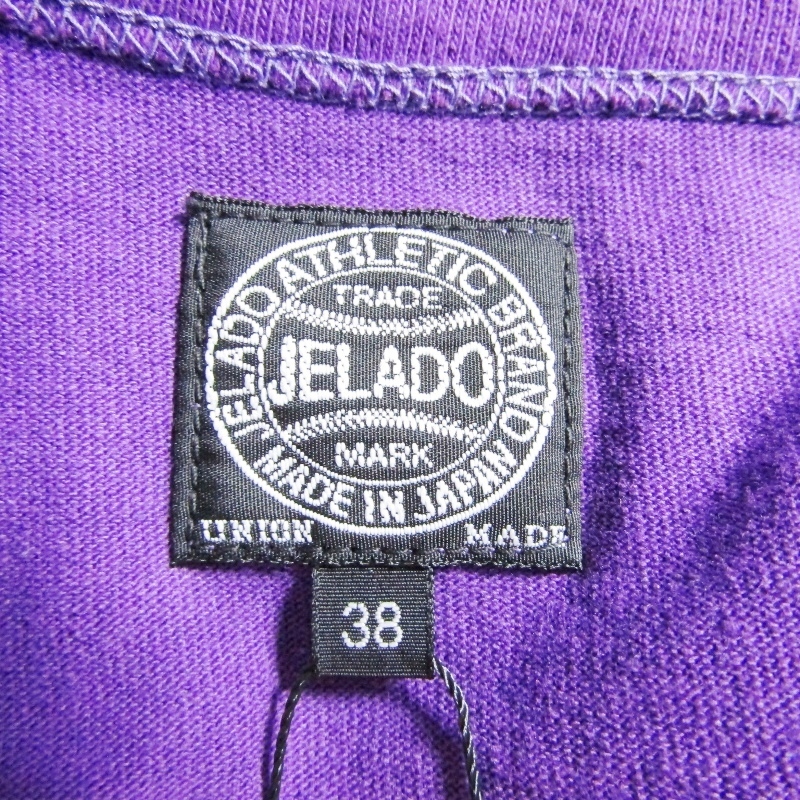 JELADO ATHLETIC BRAND
TRADE
JELADO
MARK
MADE IN JAPAN
UNION MADE
38